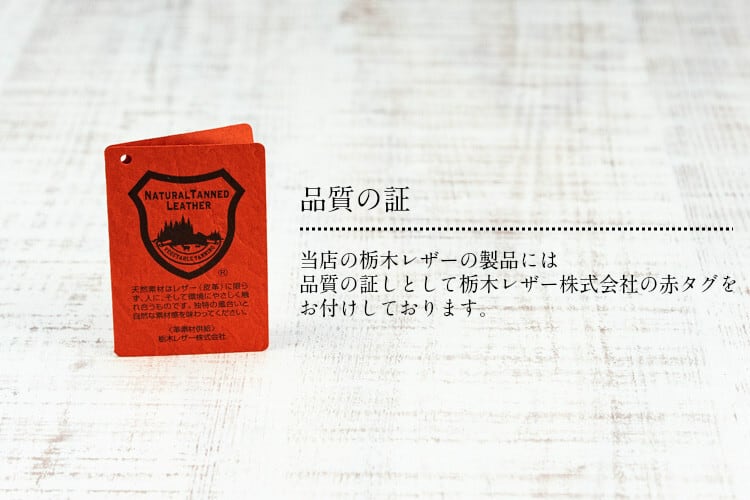 NATURAL TANNED
LEATHER
VEGETABLE TANNING
®
天然素材はレザー(皮革)に限ら
ず、人に、そして環境にやさしく触
れ合うものです。独特の風合いと
自然な素材感を味わってください。
〈革素材供給〉
栃木レザー株式会社
品質の証
当店の栃木レザーの製品には
品質の証しとして栃木レザー株式会社の赤タグを
お付けしております。